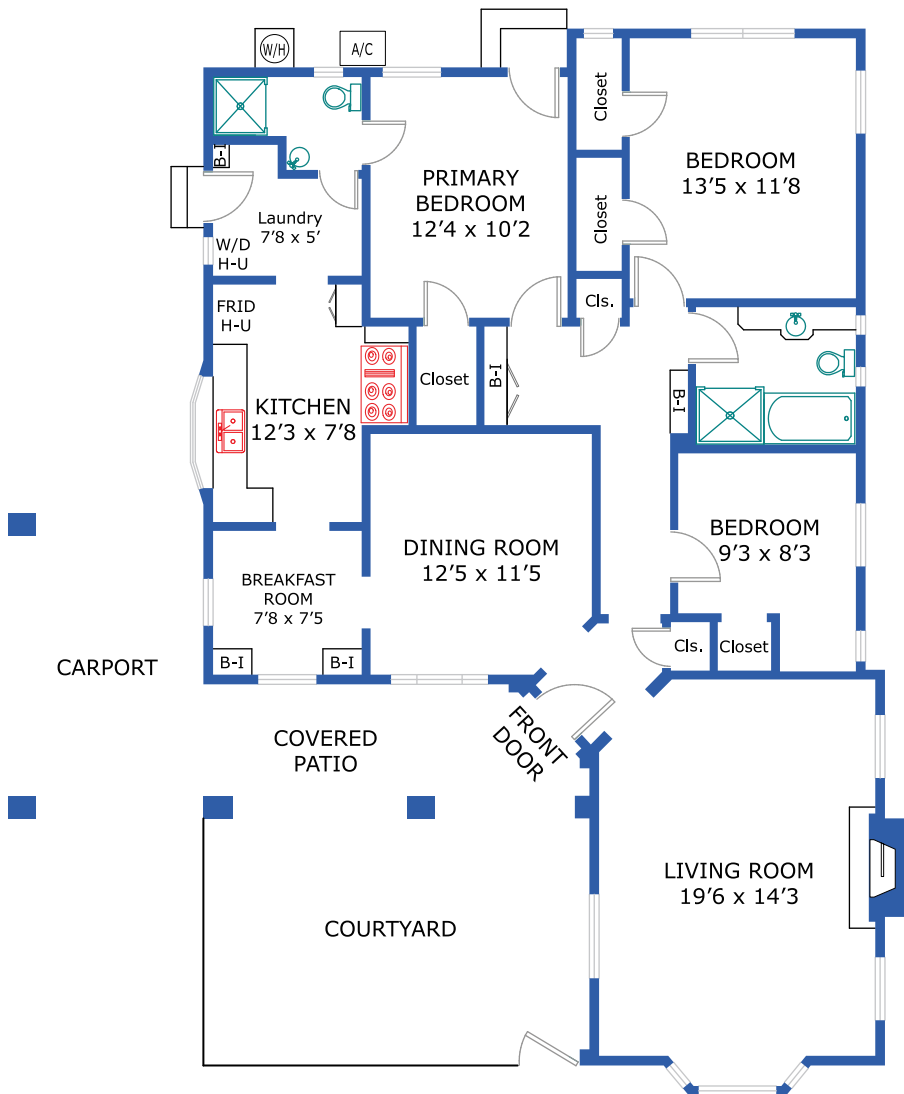 W/H
A/C
Closet
BEDROOM
13’5 x 11’8
B-I
PRIMARY
BEDROOM
12’4 x 10’2
Closet
Laundry
7’8 x 5’
W/D
H-U
FRID
H-U
Cls.
Closet
B-I
B-I
KITCHEN
12’3 x 7’8
BEDROOM
9’3 x 8’3
DINING ROOM
12’5 x 11’5
BREAKFAST
ROOM
7’8 x 7’5
B-I
B-I
Cls.
Closet
CARPORT
FRONT
DOOR
COVERED
PATIO
LIVING ROOM
19’6 x 14’3
COURTYARD